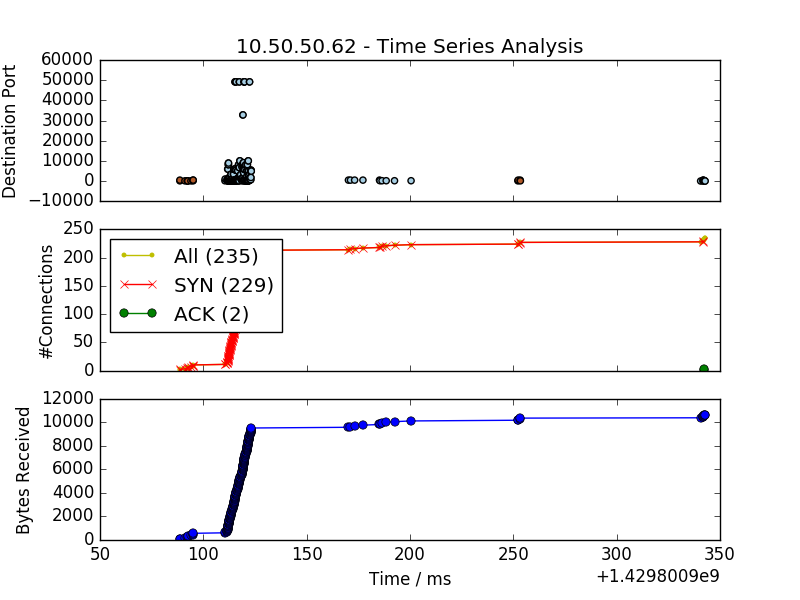 10.50.50.62 - Time Series Analysis
60000
50000
40000
30000
20000
10000
0
−10000
Destination Port
250
200
150
100
50
0
#Connections
All (235)
SYN (229)
ACK (2)
12000
10000
8000
6000
4000
2000
0
Bytes Received
50 100 150 200 250 300 350
Time / ms
+1.4298009e9